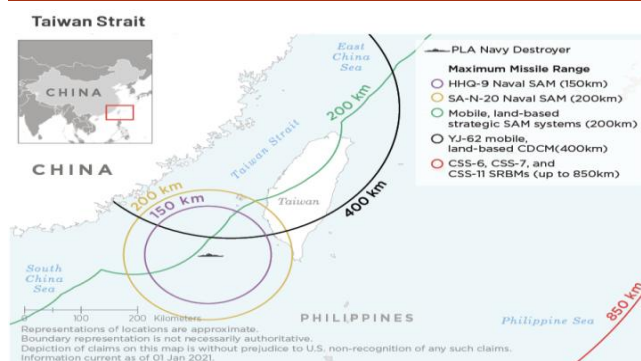 Taiwan Strait
CHINA
CHINA
East
China
Sea
Taiwan Strait
200 km
Taiwan
400 km
200 km
150 km
South
China
Sea
PHILIPPINES
Philippine Sea
850 km
PLA Navy Destroyer
Maximum Missile Range
HHQ-9 Naval SAM (150km)
SA-N-20 Naval SAM (200km)
Mobile, land-based
strategic SAM systems (200km)
YJ-62 mobile,
land-based CDCM(400km)
CSS-6, CSS-7, and
CSS-11 SRBMs (up to 850km)
0 100 200 Kilometers
Representations of locations are approximate.
Boundary representation is not necessarily authoritative.
Depiction of claims on this map is without prejudice to U.S. non-recognition of any such claims.
Information current as of 01 Jan 2021.